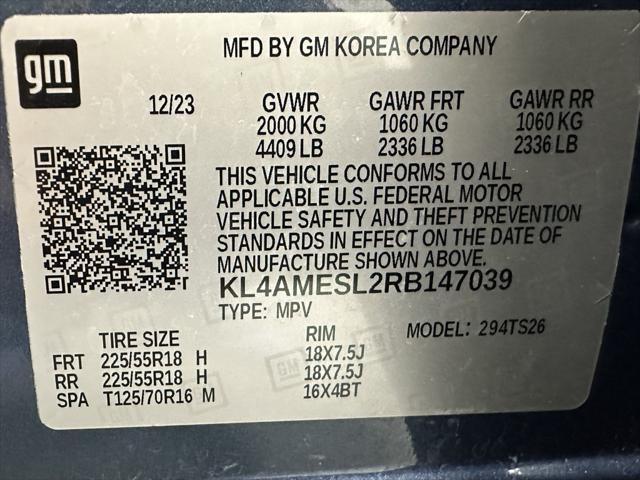 gm
MFD BY GM KOREA COMPANY
12/23 GVWR GAWR FRT GAWR RR
2000 KG 1060 KG 1060 KG
4409 LB 2336 LB 2336 LB
THIS VEHICLE CONFORMS TO ALL
APPLICABLE U.S. FEDERAL MOTOR
VEHICLE SAFETY AND THEFT PREVENTION
STANDARDS IN EFFECT ON THE DATE OF
MANUFACTURE SHOWN ABOVE.
KL4AMESL2RB147039
TYPE: MPV
TIRE SIZE RIM MODEL: 294TS26
FRT 225/55R18 H 18X7.5J
RR 225/55R18 H 18X7.5J
SPA T125/70R16 M 16X4BT